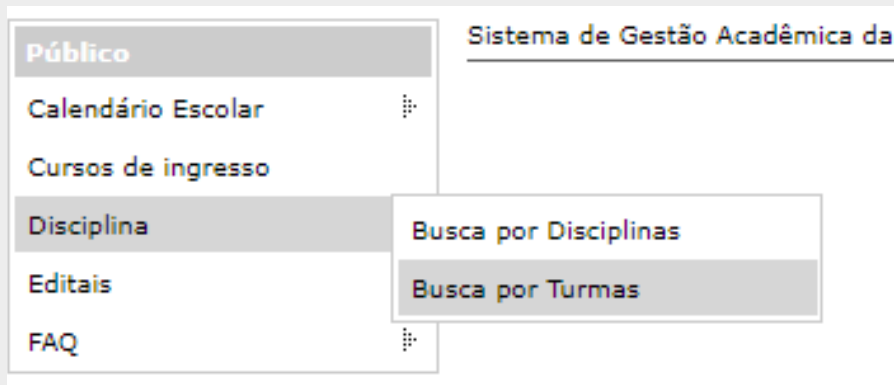 Público
Sistema de Gestão Acadêmica da
Calendário Escolar
Cursos de ingresso
Disciplina
Busca por Disciplinas
Editais
Busca por Turmas
FAQ